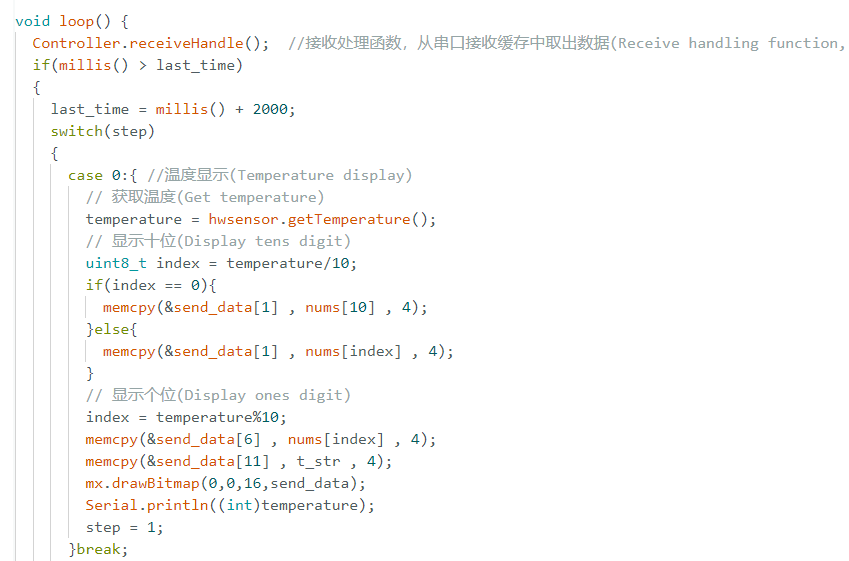 void loop() {
Controller.receiveHandle(); //接收处理函数，从串口接收缓存中取出数据(Receive handling function,
if(millis() > last_time)
{
last_time = millis() + 2000;
switch(step)
{
case 0:{ //温度显示(Temperature display)
// 获取温度(Get temperature)
temperature = hwsensor.getTemperature();
// 显示十位(Display tens digit)
uint8_t index = temperature/10;
if(index == 0){
memcpy(&send_data[1] , nums[10] , 4);
}else{
memcpy(&send_data[1] , nums[index] , 4);
}
// 显示个位(Display ones digit)
index = temperature%10;
memcpy(&send_data[6] , nums[index] , 4);
memcpy(&send_data[11] , t_str , 4);
mx.drawBitmap(0,0,16,send_data);
Serial.println((int)temperature);
step = 1;
}break;